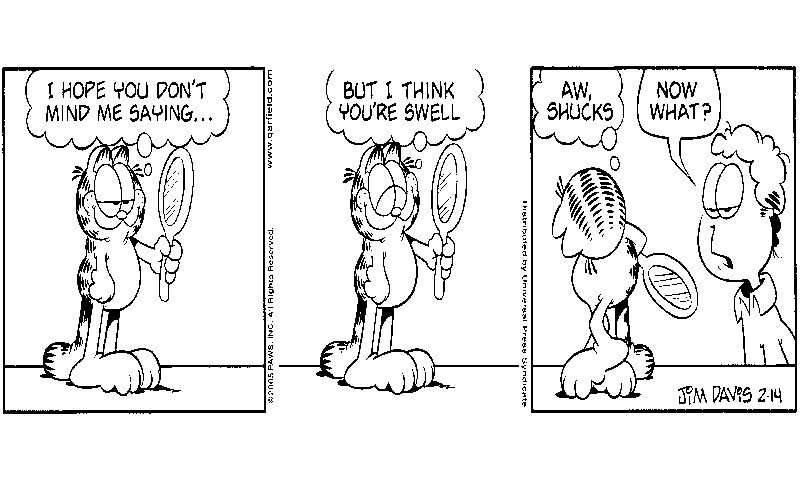 I HOPE YOU DON'T
MIND ME SAYING...
www.garfield.com
©2005 PAWS, INC. All Rights Reserved.
BUT I THINK
YOU'RE SWELL
Distributed by Universal Press Syndicate
AW,
SHUCKS
NOW
WHAT?
JIM DAVIS 2·14